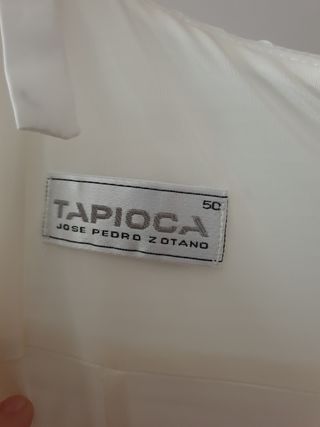 50
TAPIOCA
JOSE PEDRO ZOTANO